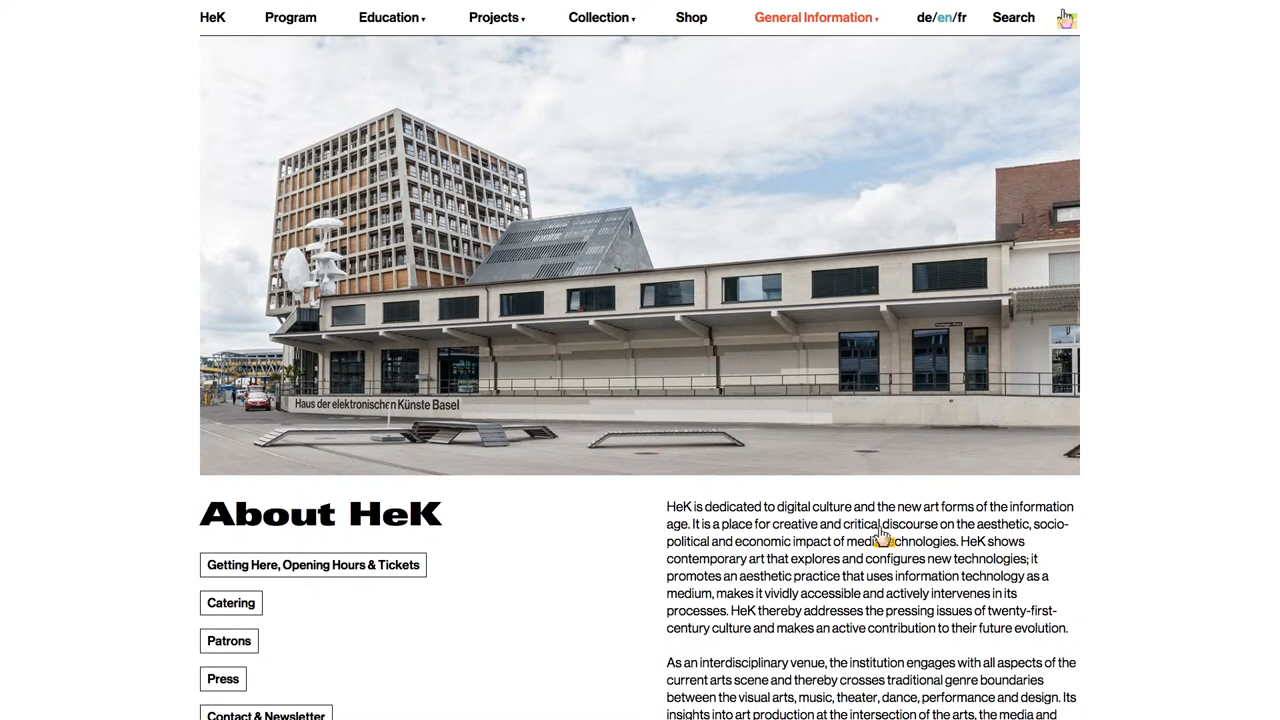 HeK Program Education ▾ Projects ▾ Collection ▾ Shop General Information ▾ de/en/fr Search
Haus der elektronischen Künste Basel
About HeK
Getting Here, Opening Hours & Tickets
Catering
Patrons
Press
Contact & Newsletter
HeK is dedicated to digital culture and the new art forms of the information
age. It is a place for creative and critical discourse on the aesthetic, socio-
political and economic impact of media technologies. HeK shows
contemporary art that explores and configures new technologies; it
promotes an aesthetic practice that uses information technology as a
medium, makes it vividly accessible and actively intervenes in its
processes. HeK thereby addresses the pressing issues of twenty-first-
century culture and makes an active contribution to their future evolution.
As an interdisciplinary venue, the institution engages with all aspects of the
current arts scene and thereby crosses traditional genre boundaries
between the visual arts, music, theater, dance, performance and design. Its
insights into art production at the intersection of the arts, the media and